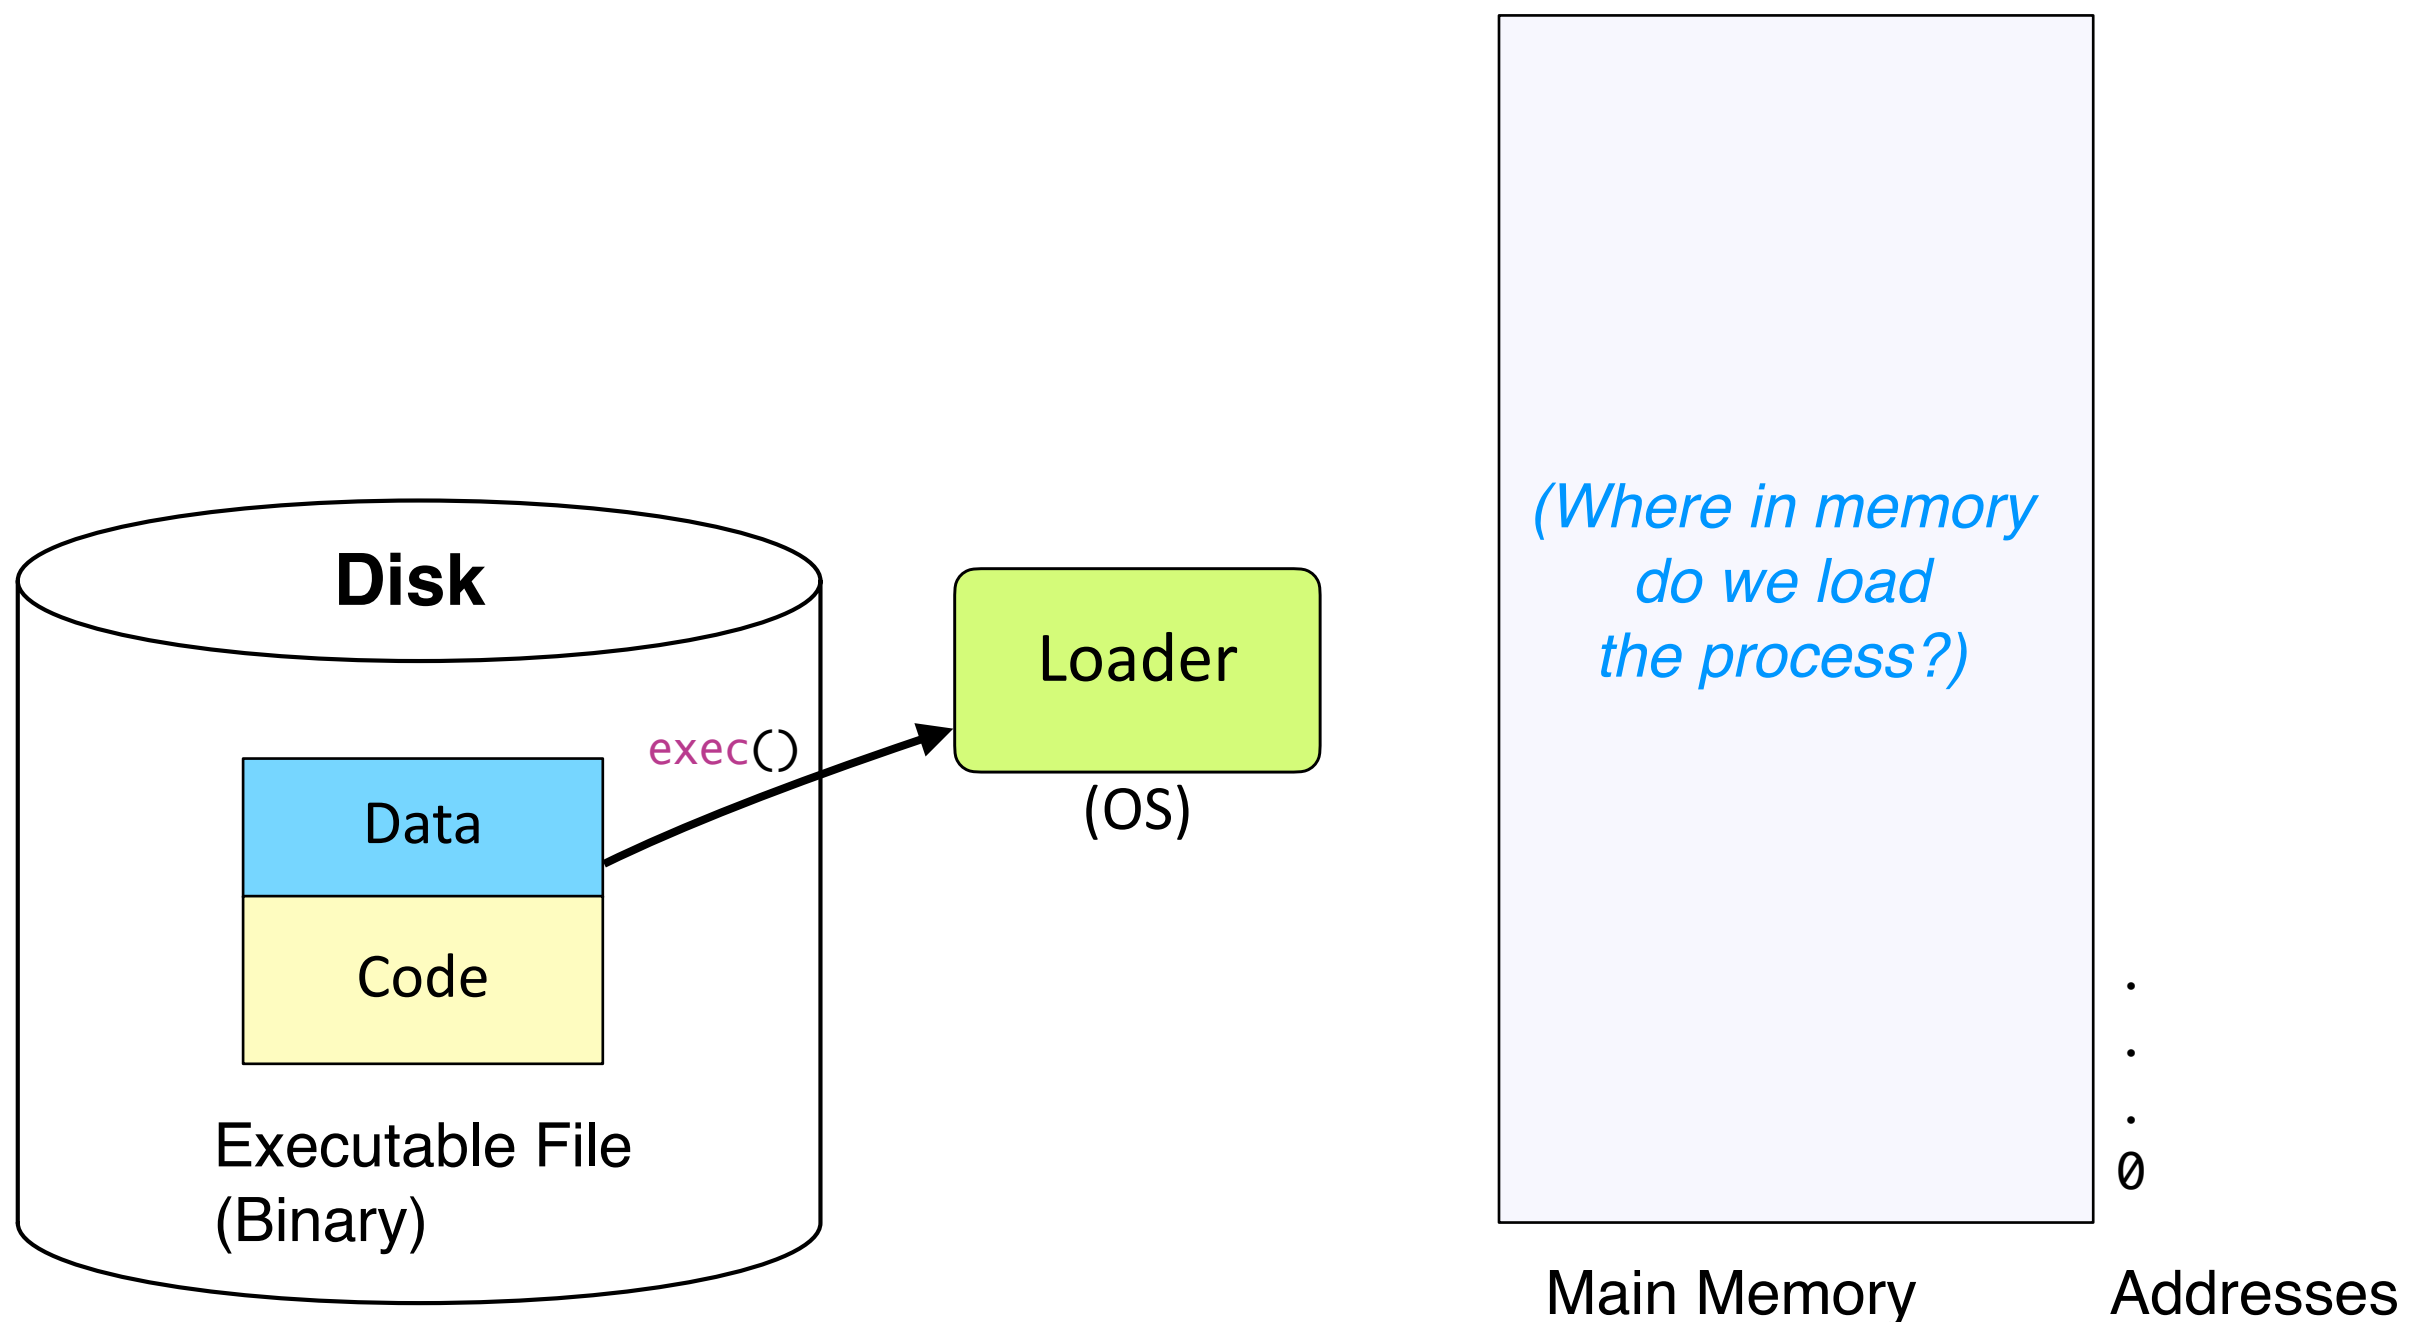 Disk
exec()
Data
Code
Executable File
(Binary)
Loader
(OS)
(Where in memory
do we load
the process?)
.
.
.
0
Main Memory
Addresses